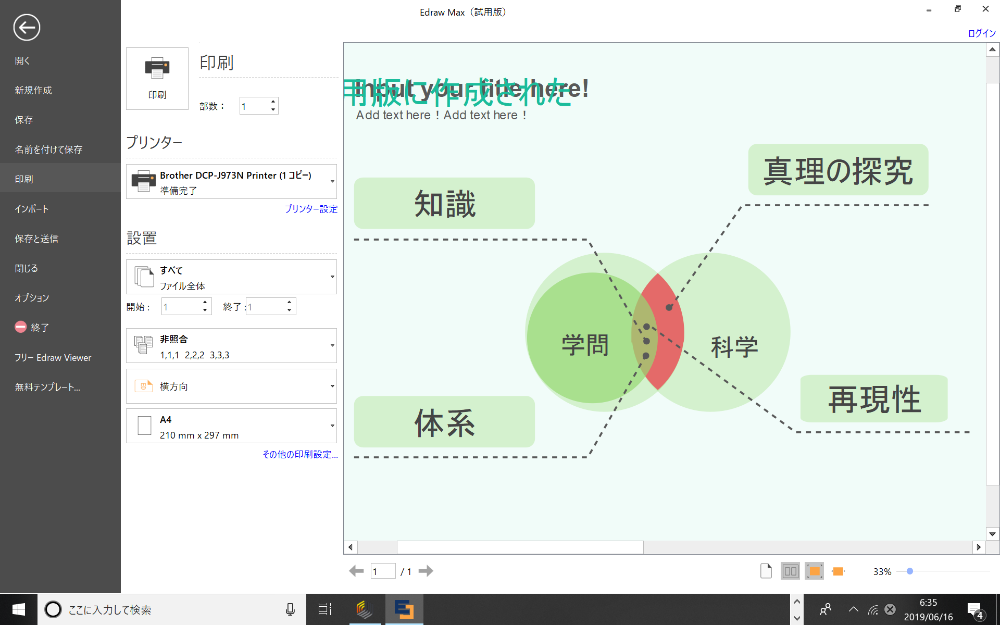 Edraw Max（試用版）
ログイン
開く
新規作成
保存
名前を付けて保存
印刷
インポート
保存と送信
閉じる
オプション
終了
フリー Edraw Viewer
無料テンプレート...
印刷
印刷
部数：
1
プリンター
Brother DCP-J973N Printer (1 コピー)
準備完了
プリンター設定
設置
すべて
ファイル全体
開始：
1
終了:
1
非照合
1,1,1 2,2,2 3,3,3
横方向
A4
210 mm x 297 mm
その他の印刷設定...
用版に作成された
Input your title here!
Add text here！Add text here！
真理の探究
知識
学問
科学
再現性
体系
1
/ 1
33%
ここに入力して検索
6:35
2019/06/16
4